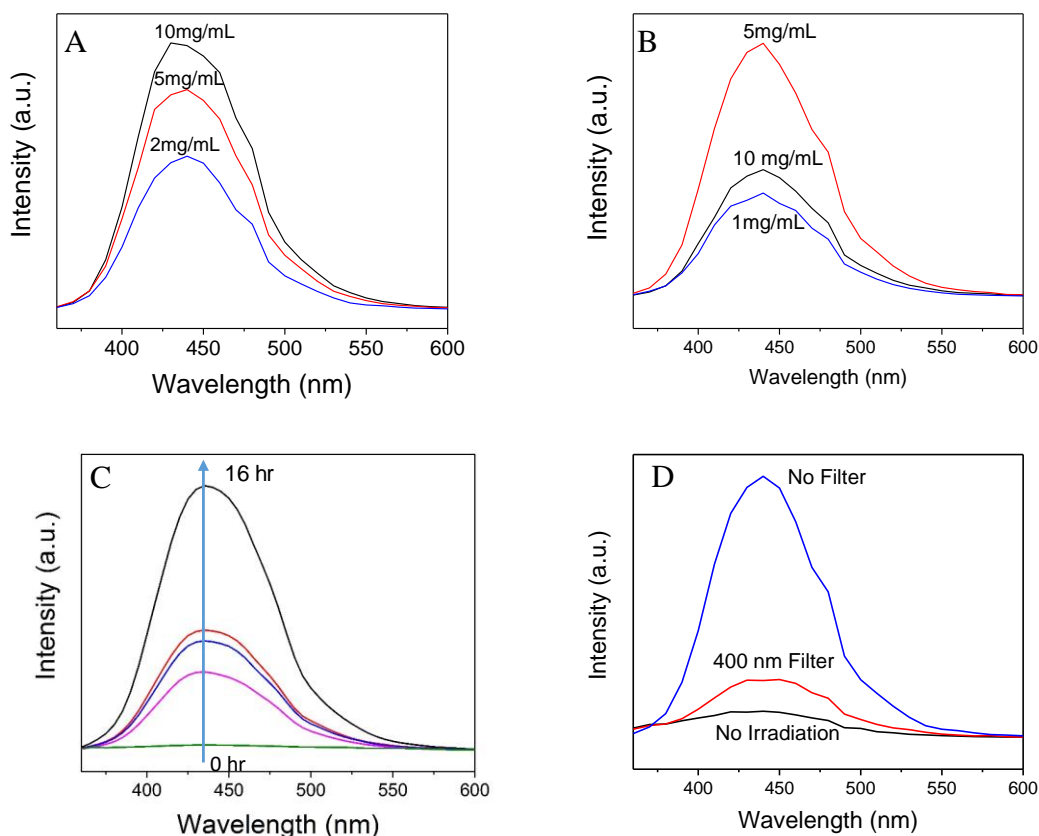 A
10mg/mL
5mg/mL
2mg/mL
Intensity (a.u.)
400 450 500 550 600
Wavelength (nm)
B
5mg/mL
10 mg/mL
1mg/mL
Intensity (a.u.)
400 450 500 550 600
Wavelength (nm)
C
16 hr
0 hr
Intensity (a.u.)
400 450 500 550 600
Wavelength (nm)
D
No Filter
400 nm Filter
No Irradiation
Intensity (a.u.)
400 450 500 550 600
Wavelength (nm)